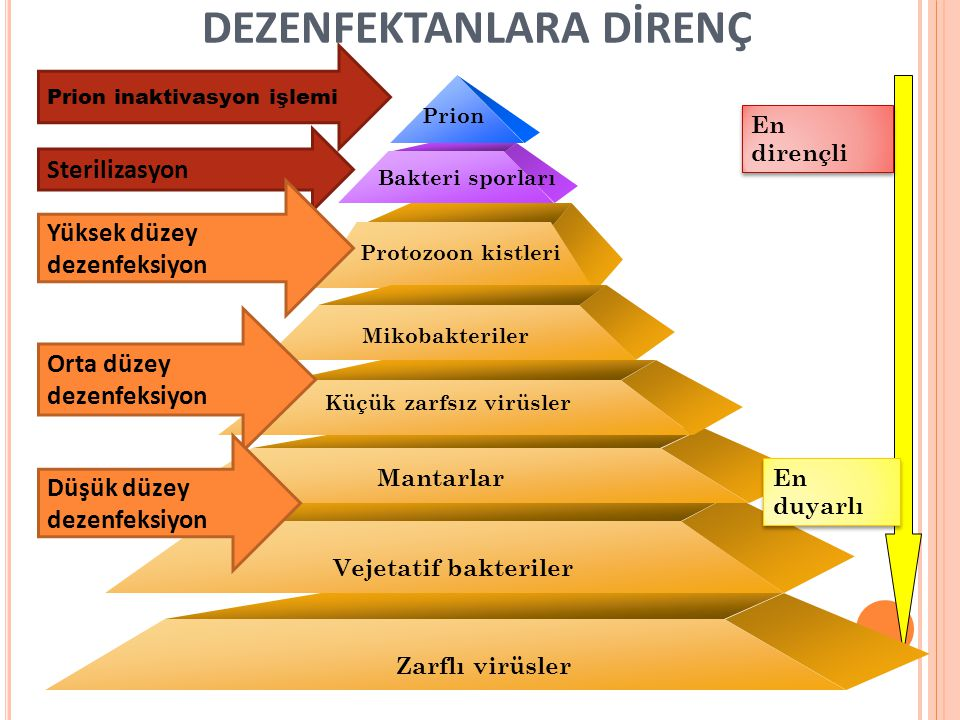 DEZENFEKTANLARA DİRENÇ
Prion inaktivasyon işlemi
Sterilizasyon
Yüksek düzey
dezenfeksiyon
Orta düzey
dezenfeksiyon
Düşük düzey
dezenfeksiyon
Prion
Bakteri sporları
Protozoon kistleri
Mikobakteriler
Küçük zarfsız virüsler
Mantarlar
Vejetatif bakteriler
Zarflı virüsler
En
dirençli
En
duyarlı